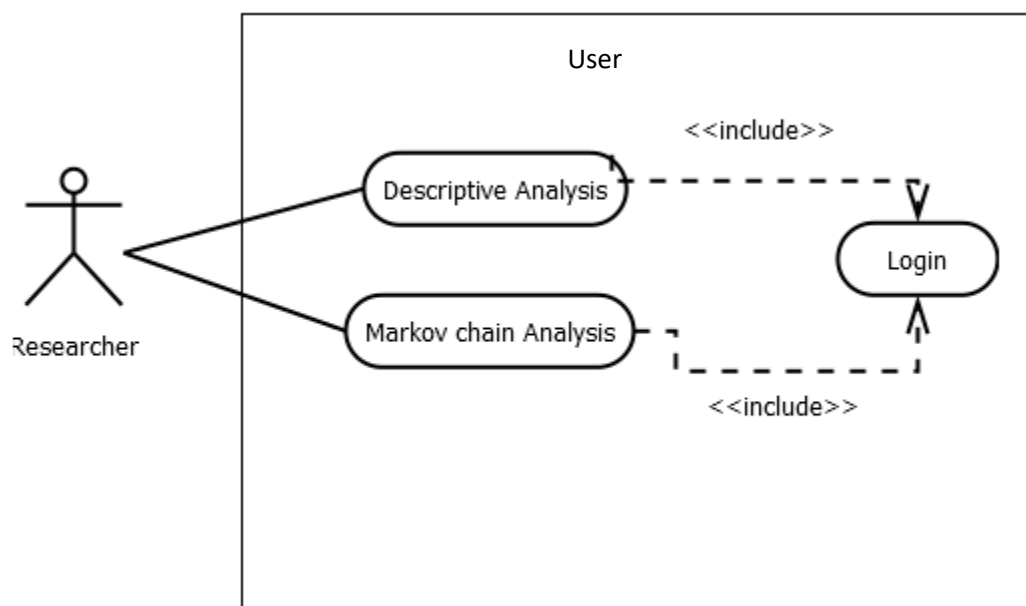 User
<<include>>
Descriptive Analysis
Login
Markov chain Analysis
Researcher
<<include>>